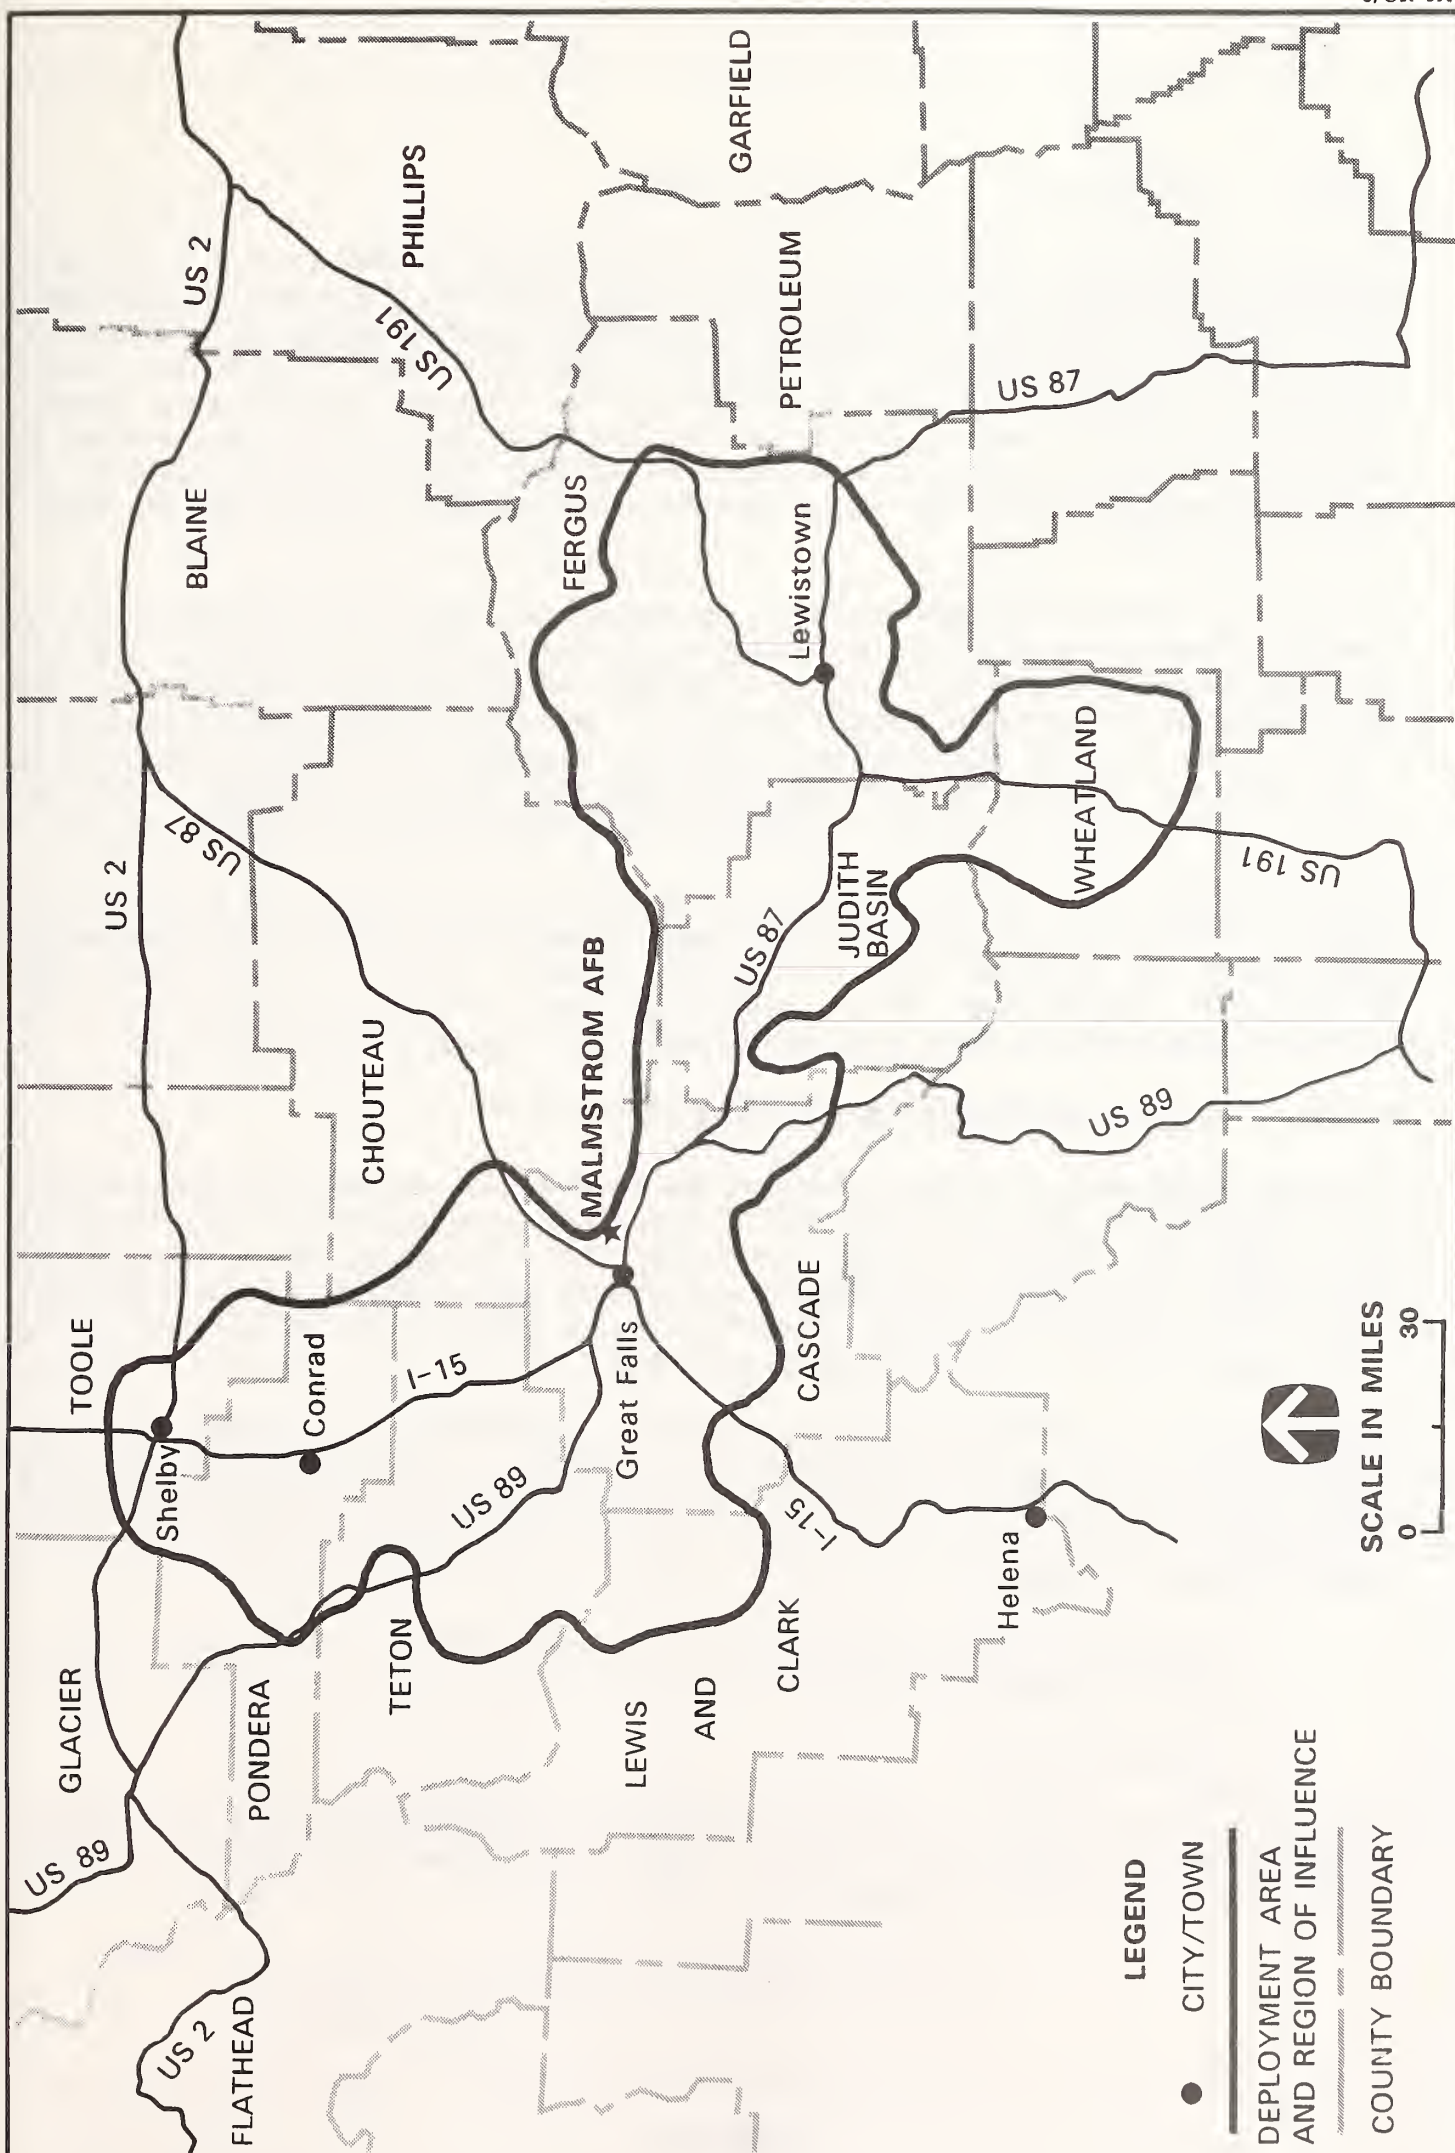 US 89
GLACIER
TOOLE
US 2
US 2
US 2
FLATHEAD
Shelby
US 87
BLAINE
PONDERA
Conrad
PHILLIPS
TETON
I-15
CHOUTEAU
US 191
US 89
FERGUS
LEWIS
AND
CLARK
Great Falls
MALMSTROM AFB
GARFIELD
CASCADE
US 87
Lewistown
PETROLEUM
I-15
JUDITH
BASIN
Helena
US 89
WHEATLAND
US 87
US 191
LEGEND
CITY/TOWN
DEPLOYMENT AREA
AND REGION OF INFLUENCE
COUNTY BOUNDARY
SCALE IN MILES
0 30